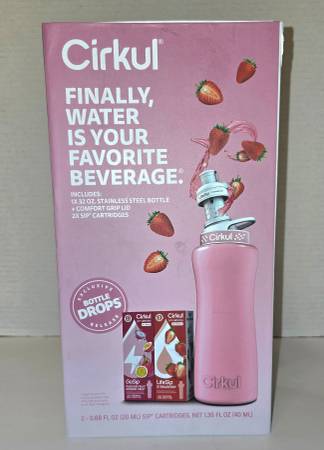 Cirkul®
FINALLY,
WATER
IS YOUR
FAVORITE
BEVERAGE.
INCLUDES:
1X 32 OZ. STAINLESS STEEL BOTTLE
+ COMFORT GRIP LID
2X SIP® CARTRIDGES
EXCLUSIVE
BOTTLE
DROPS
RELEASE
Cirkul
GoSip
Cirkul
LifeSip
Cirkul
2 - 0.68 FL OZ (20 ML) SIP® CARTRIDGES, NET 1.35 FL OZ (40 ML)